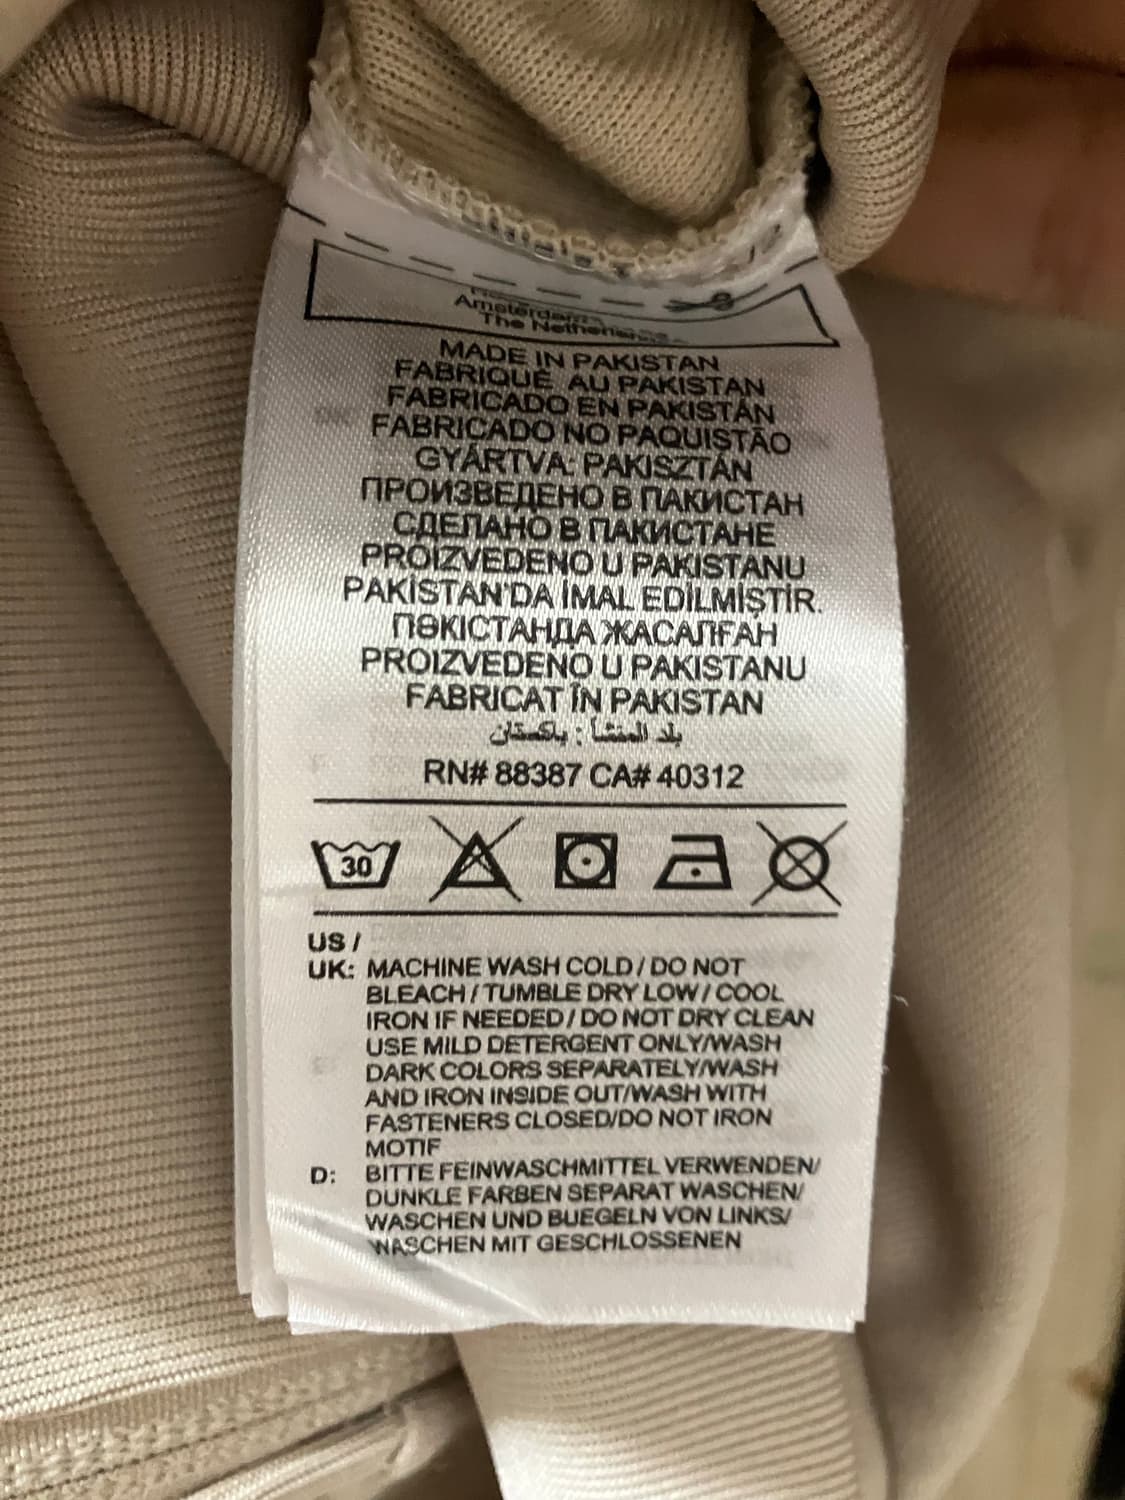 Amsterdam
The
MADE IN PAKISTAN
FABRIQUÉ AU PAKISTAN
FABRICADO EN PAKISTÁN
FABRICADO NO PAQUISTÃO
GYÁRTVA: PAKISZTÁN
ПРОИЗВЕДЕНО В ПАКИСТАН
СДЕЛАНО В ПАКИСТАНЕ
PROIZVEDENO U PAKISTANU
PAKİSTAN'DA İMAL EDİLMİŞTİR.
ПӘКІСТАНДА ЖАСАЛҒАН
PROIZVEDENO U PAKISTANU
FABRICAT ÎN PAKISTAN
بلد المنشأ : باكستان
RN# 88387 CA# 40312
30
US /
UK: MACHINE WASH COLD / DO NOT
BLEACH / TUMBLE DRY LOW / COOL
IRON IF NEEDED / DO NOT DRY CLEAN
USE MILD DETERGENT ONLY/WASH
DARK COLORS SEPARATELY/WASH
AND IRON INSIDE OUT/WASH WITH
FASTENERS CLOSED/DO NOT IRON
MOTIF
D: BITTE FEINWASCHMITTEL VERWENDEN/
DUNKLE FARBEN SEPARAT WASCHEN/
WASCHEN UND BUEGELN VON LINKS/
WASCHEN MIT GESCHLOSSENEN